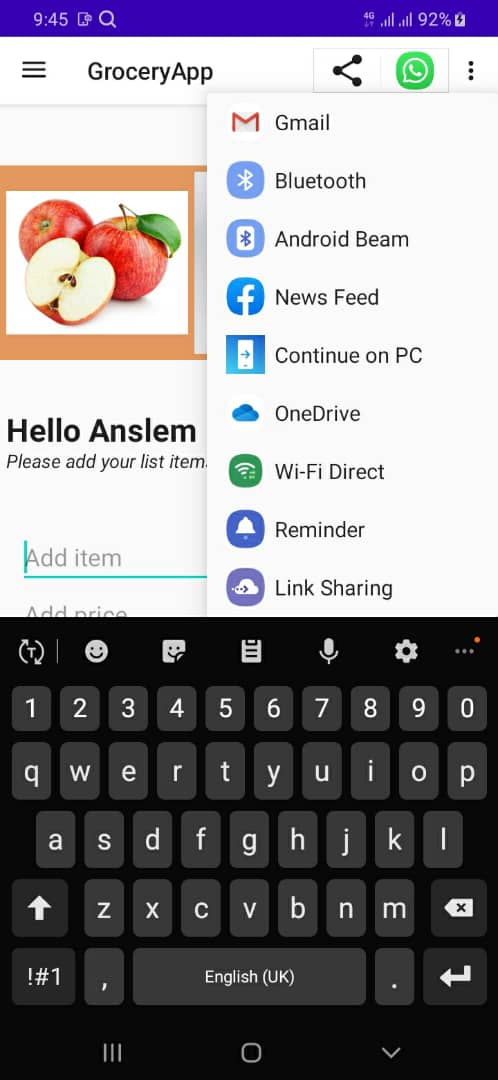 9:45
4G
92%
GroceryApp
Gmail
Bluetooth
Android Beam
News Feed
Continue on PC
OneDrive
Wi-Fi Direct
Reminder
Link Sharing
Hello Anslem
Please add your list item
Add item
Add price
T
1 2 3 4 5 6 7 8 9 0
q w e r t y u i o p
a s d f g h j k l
z x c v b n m
!#1 , English (UK) .